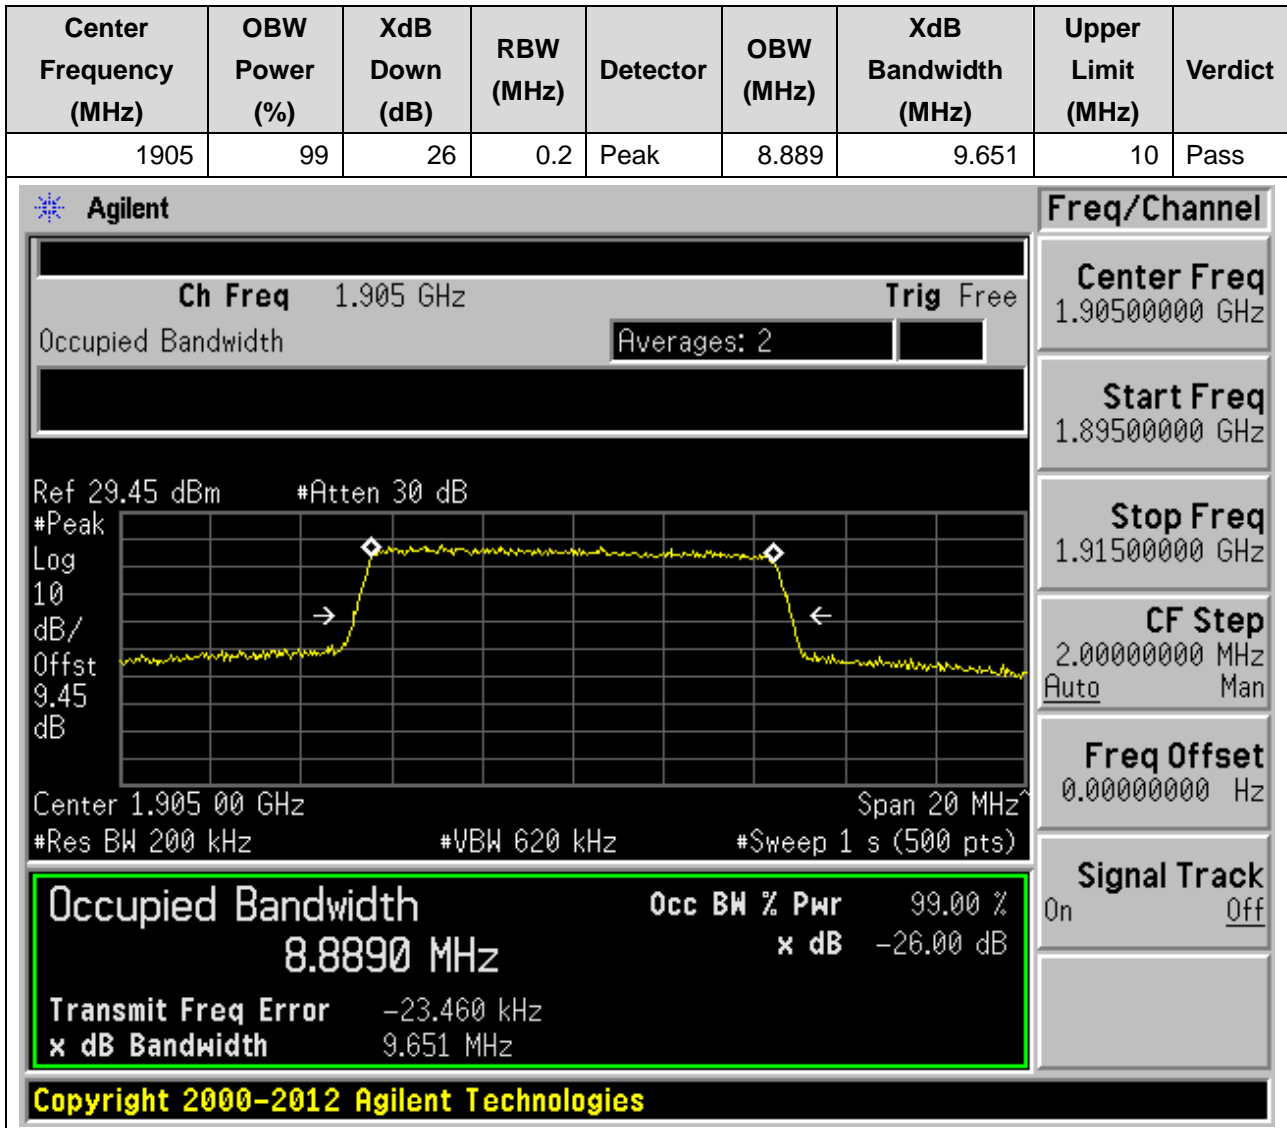 Center Frequency (MHz) OBW Power (%) XdB Down (dB) RBW (MHz) Detector OBW (MHz) XdB Bandwidth (MHz) Upper Limit (MHz) Verdict
1905 99 26 0.2 Peak 8.889 9.651 10 Pass
Agilent
Freq/Channel
Ch Freq 1.905 GHz Trig Free
Occupied Bandwidth Averages: 2
Center Freq
1.90500000 GHz
Start Freq
1.89500000 GHz
Stop Freq
1.91500000 GHz
CF Step
2.00000000 MHz
Auto Man
Freq Offset
0.00000000 Hz
Signal Track
On Off
Ref 29.45 dBm #Atten 30 dB
#Peak
Log
10
dB/
Offst
9.45
dB
Center 1.905 00 GHz Span 20 MHz^
#Res BW 200 kHz #VBW 620 kHz #Sweep 1 s (500 pts)
Occupied Bandwidth Occ BW % Pwr 99.00 %
8.8890 MHz x dB -26.00 dB
Transmit Freq Error -23.460 kHz
x dB Bandwidth 9.651 MHz
Copyright 2000-2012 Agilent Technologies